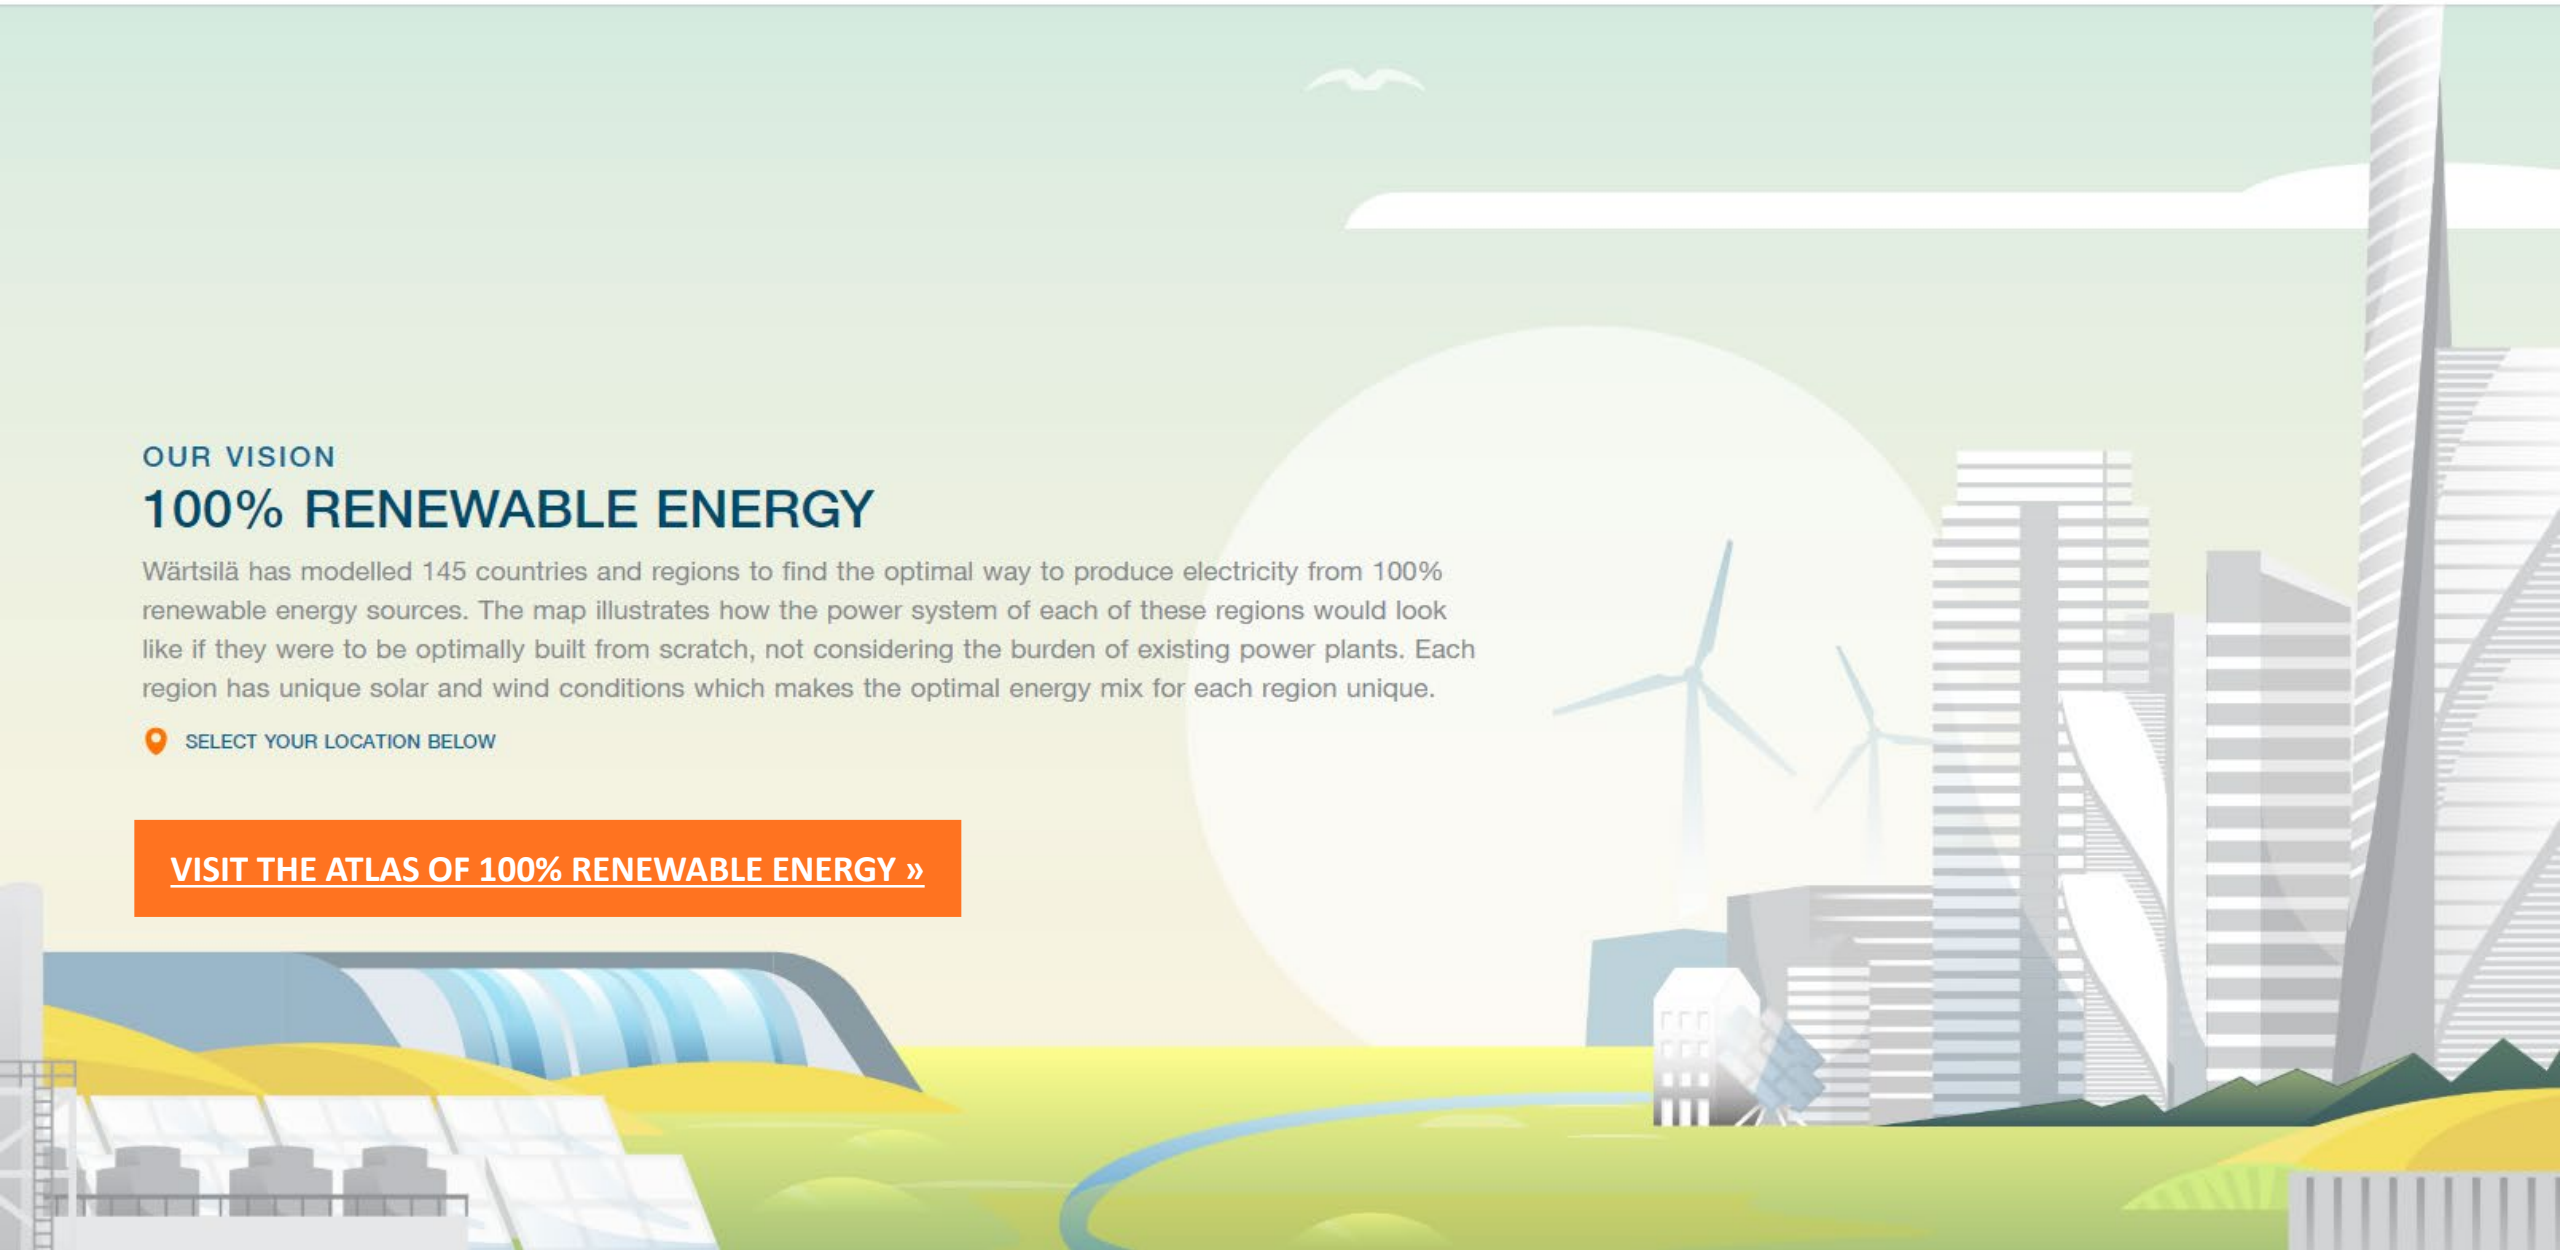 OUR VISION
100% RENEWABLE ENERGY
Wärtsilä has modelled 145 countries and regions to find the optimal way to produce electricity from 100%
renewable energy sources. The map illustrates how the power system of each of these regions would look
like if they were to be optimally built from scratch, not considering the burden of existing power plants. Each
region has unique solar and wind conditions which makes the optimal energy mix for each region unique.
SELECT YOUR LOCATION BELOW
VISIT THE ATLAS OF 100% RENEWABLE ENERGY »